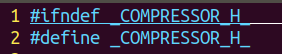 1 #ifndef _COMPRESSOR_H_
2 #define _COMPRESSOR_H_